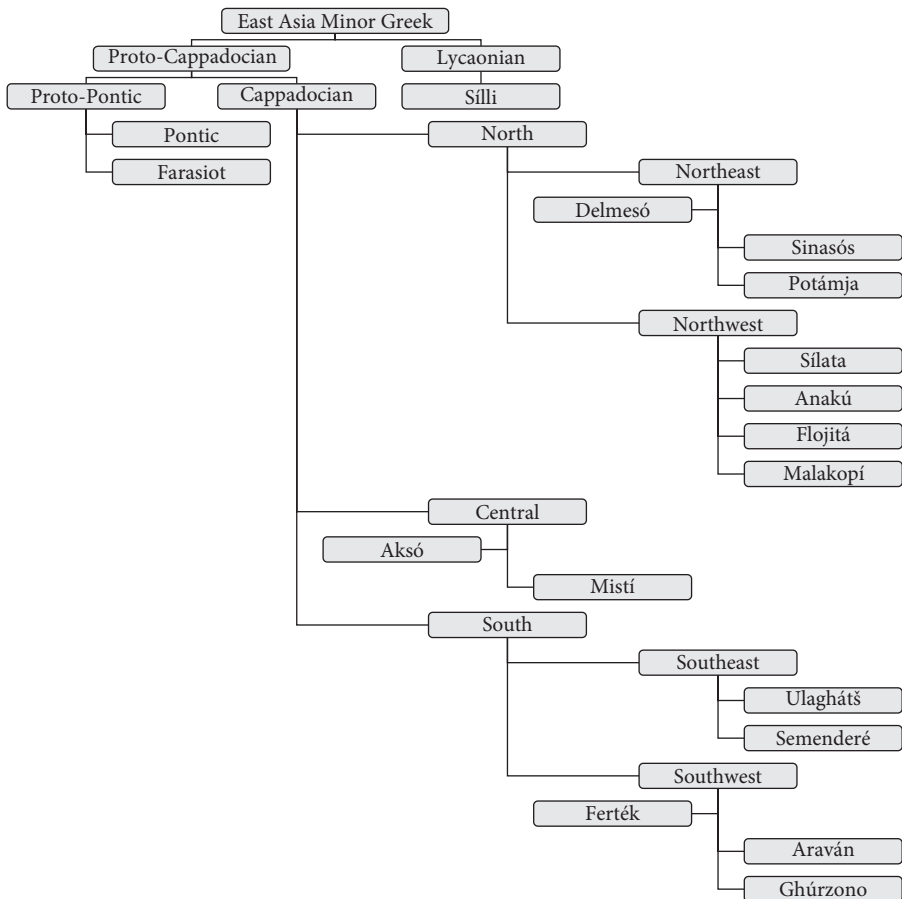 East Asia Minor Greek
Proto-Cappadocian
Lycaonian
Proto-Pontic
Cappadocian
Sílli
Pontic
North
Farasiot
Northeast
Delmesó
Sinasós
Potámja
Northwest
Sílata
Anakú
Flojitá
Malakopí
Central
Aksó
Mistí
South
Southeast
Ulaghátš
Semenderé
Southwest
Ferték
Araván
Ghúrzono